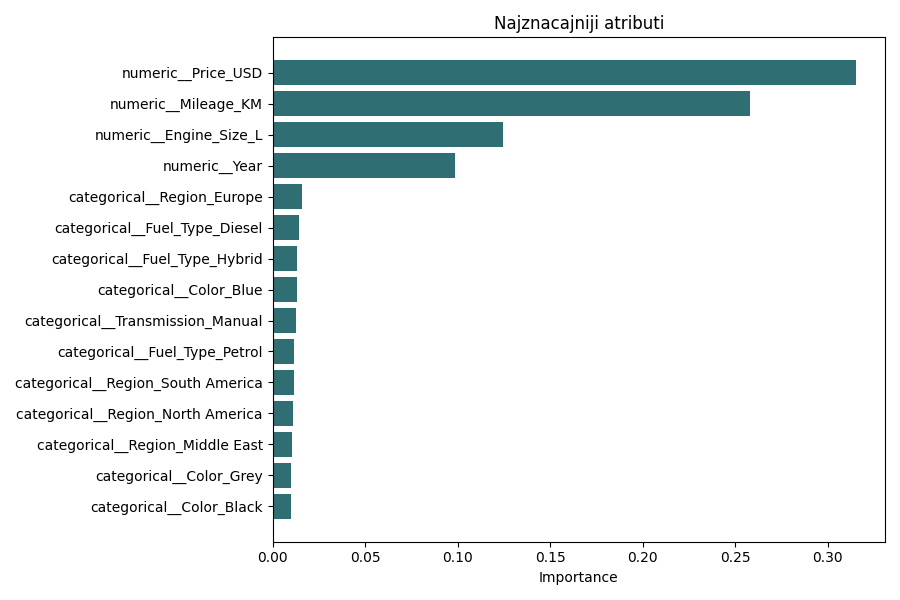 Najznacajniji atributi
numeric__Price_USD
numeric__Mileage_KM
numeric__Engine_Size_L
numeric__Year
categorical__Region_Europe
categorical__Fuel_Type_Diesel
categorical__Fuel_Type_Hybrid
categorical__Color_Blue
categorical__Transmission_Manual
categorical__Fuel_Type_Petrol
categorical__Region_South America
categorical__Region_North America
categorical__Region_Middle East
categorical__Color_Grey
categorical__Color_Black
0.00 0.05 0.10 0.15 0.20 0.25 0.30
Importance